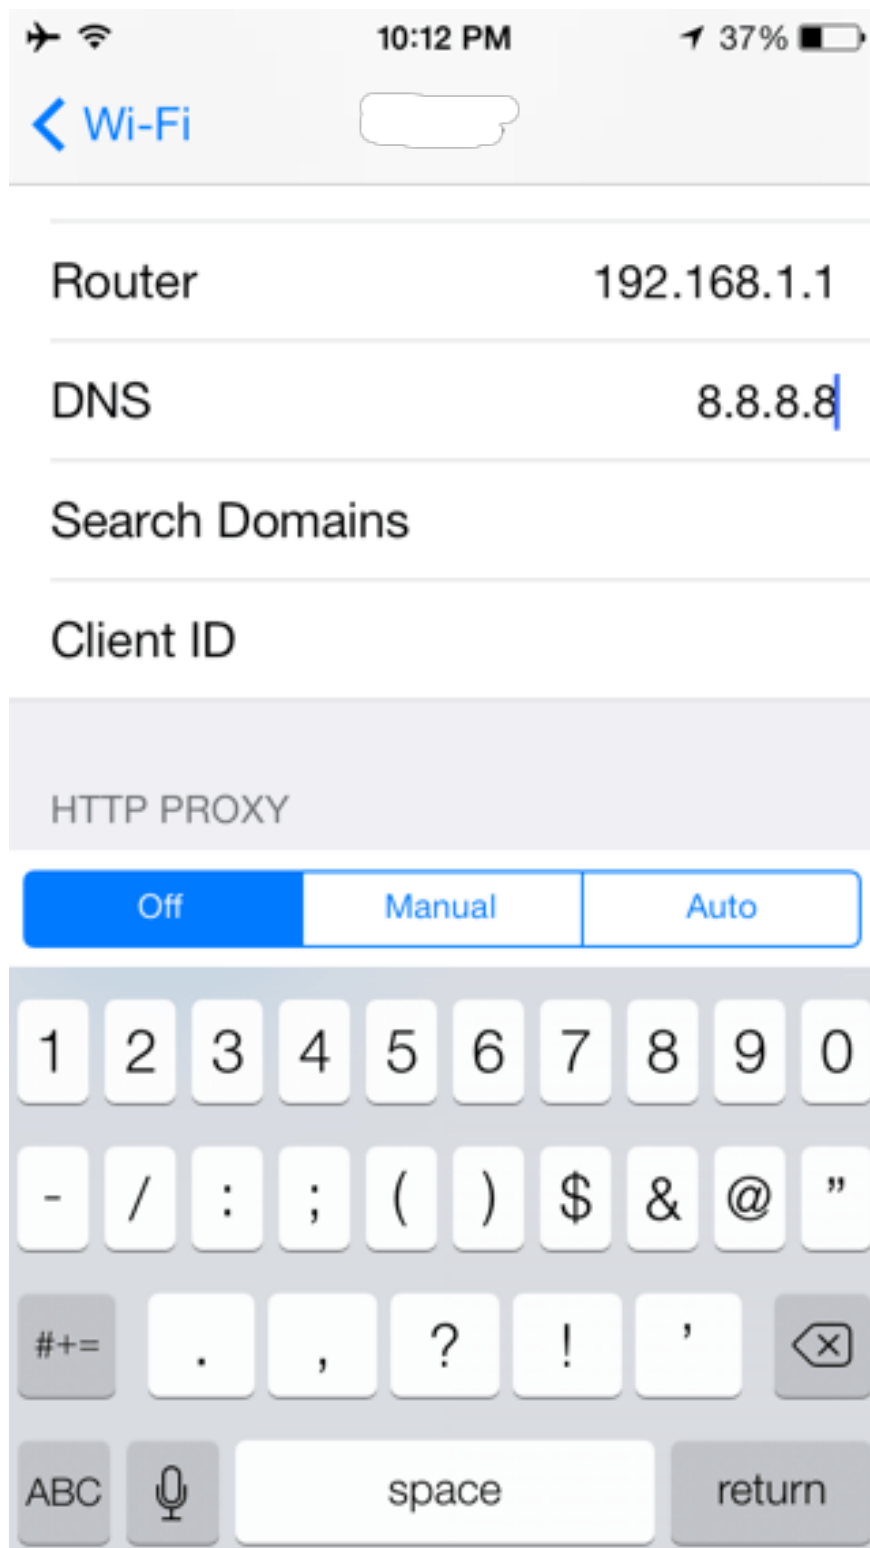 10:12 PM 37%
Wi-Fi
Router 192.168.1.1
DNS 8.8.8.8
Search Domains
Client ID
HTTP PROXY
Off Manual Auto
1 2 3 4 5 6 7 8 9 0
- / : ; ( ) $ & @ ”
#+= . , ? ! ’
ABC space return